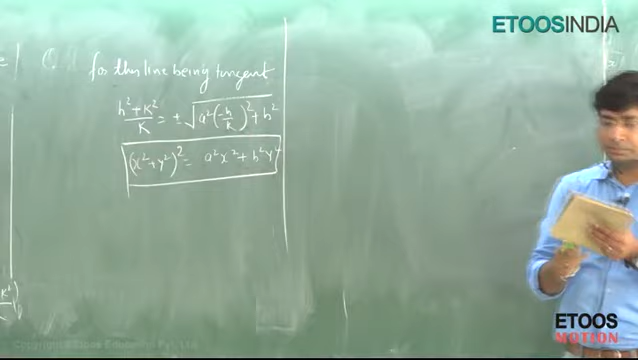 ETOOSINDIA
for this line being tangent
h²+K²/K = ± √a²(-h/K)²+b²
(x²+y²)² = a²x² + b²y²
ETOOS
MOTION